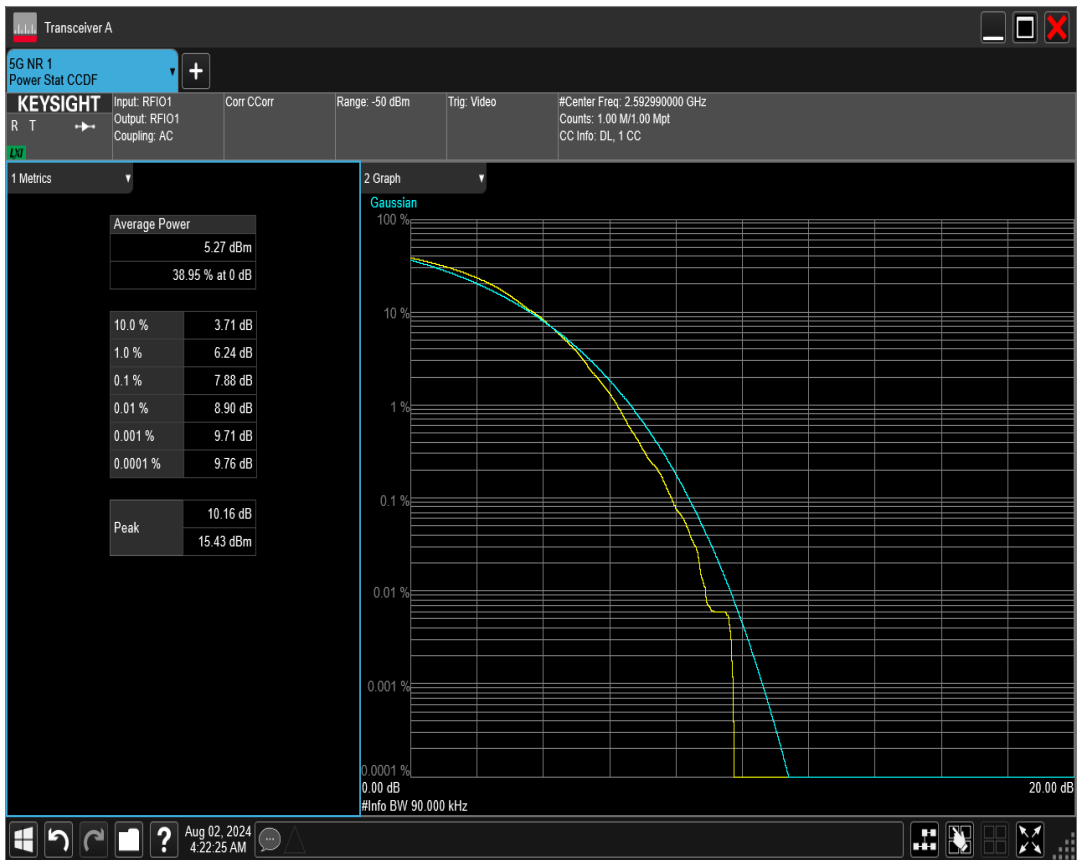 Transceiver A
5G NR 1
Power Stat CCDF
KEYSIGHT
R T
LXI
Input: RFIO1
Output: RFIO1
Coupling: AC
Corr CCorr
Range: -50 dBm
Trig: Video
#Center Freq: 2.592990000 GHz
Counts: 1.00 M/1.00 Mpt
CC Info: DL, 1 CC
1 Metrics
Average Power
5.27 dBm
38.95 % at 0 dB
10.0 % 3.71 dB
1.0 % 6.24 dB
0.1 % 7.88 dB
0.01 % 8.90 dB
0.001 % 9.71 dB
0.0001 % 9.76 dB
Peak
10.16 dB
15.43 dBm
2 Graph
Gaussian
100 %
10 %
1 %
0.1 %
0.01 %
0.001 %
0.0001 %
0.00 dB
20.00 dB
#Info BW 90.000 kHz
?
Aug 02, 2024
4:22:25 AM